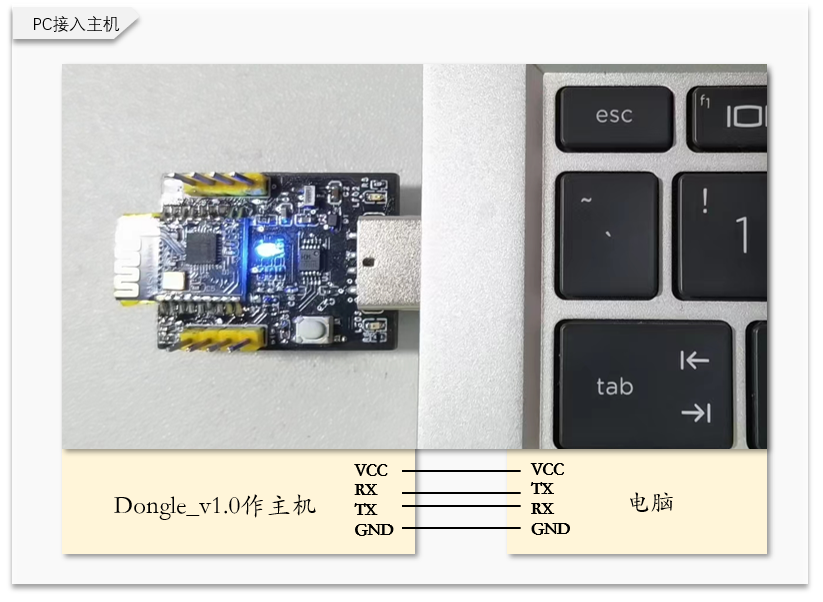 PC接入主机
esc
f1
~
`
!
1
tab
Dongle_v1.0作主机
VCC
RX
TX
GND
VCC
TX
RX
GND
电脑